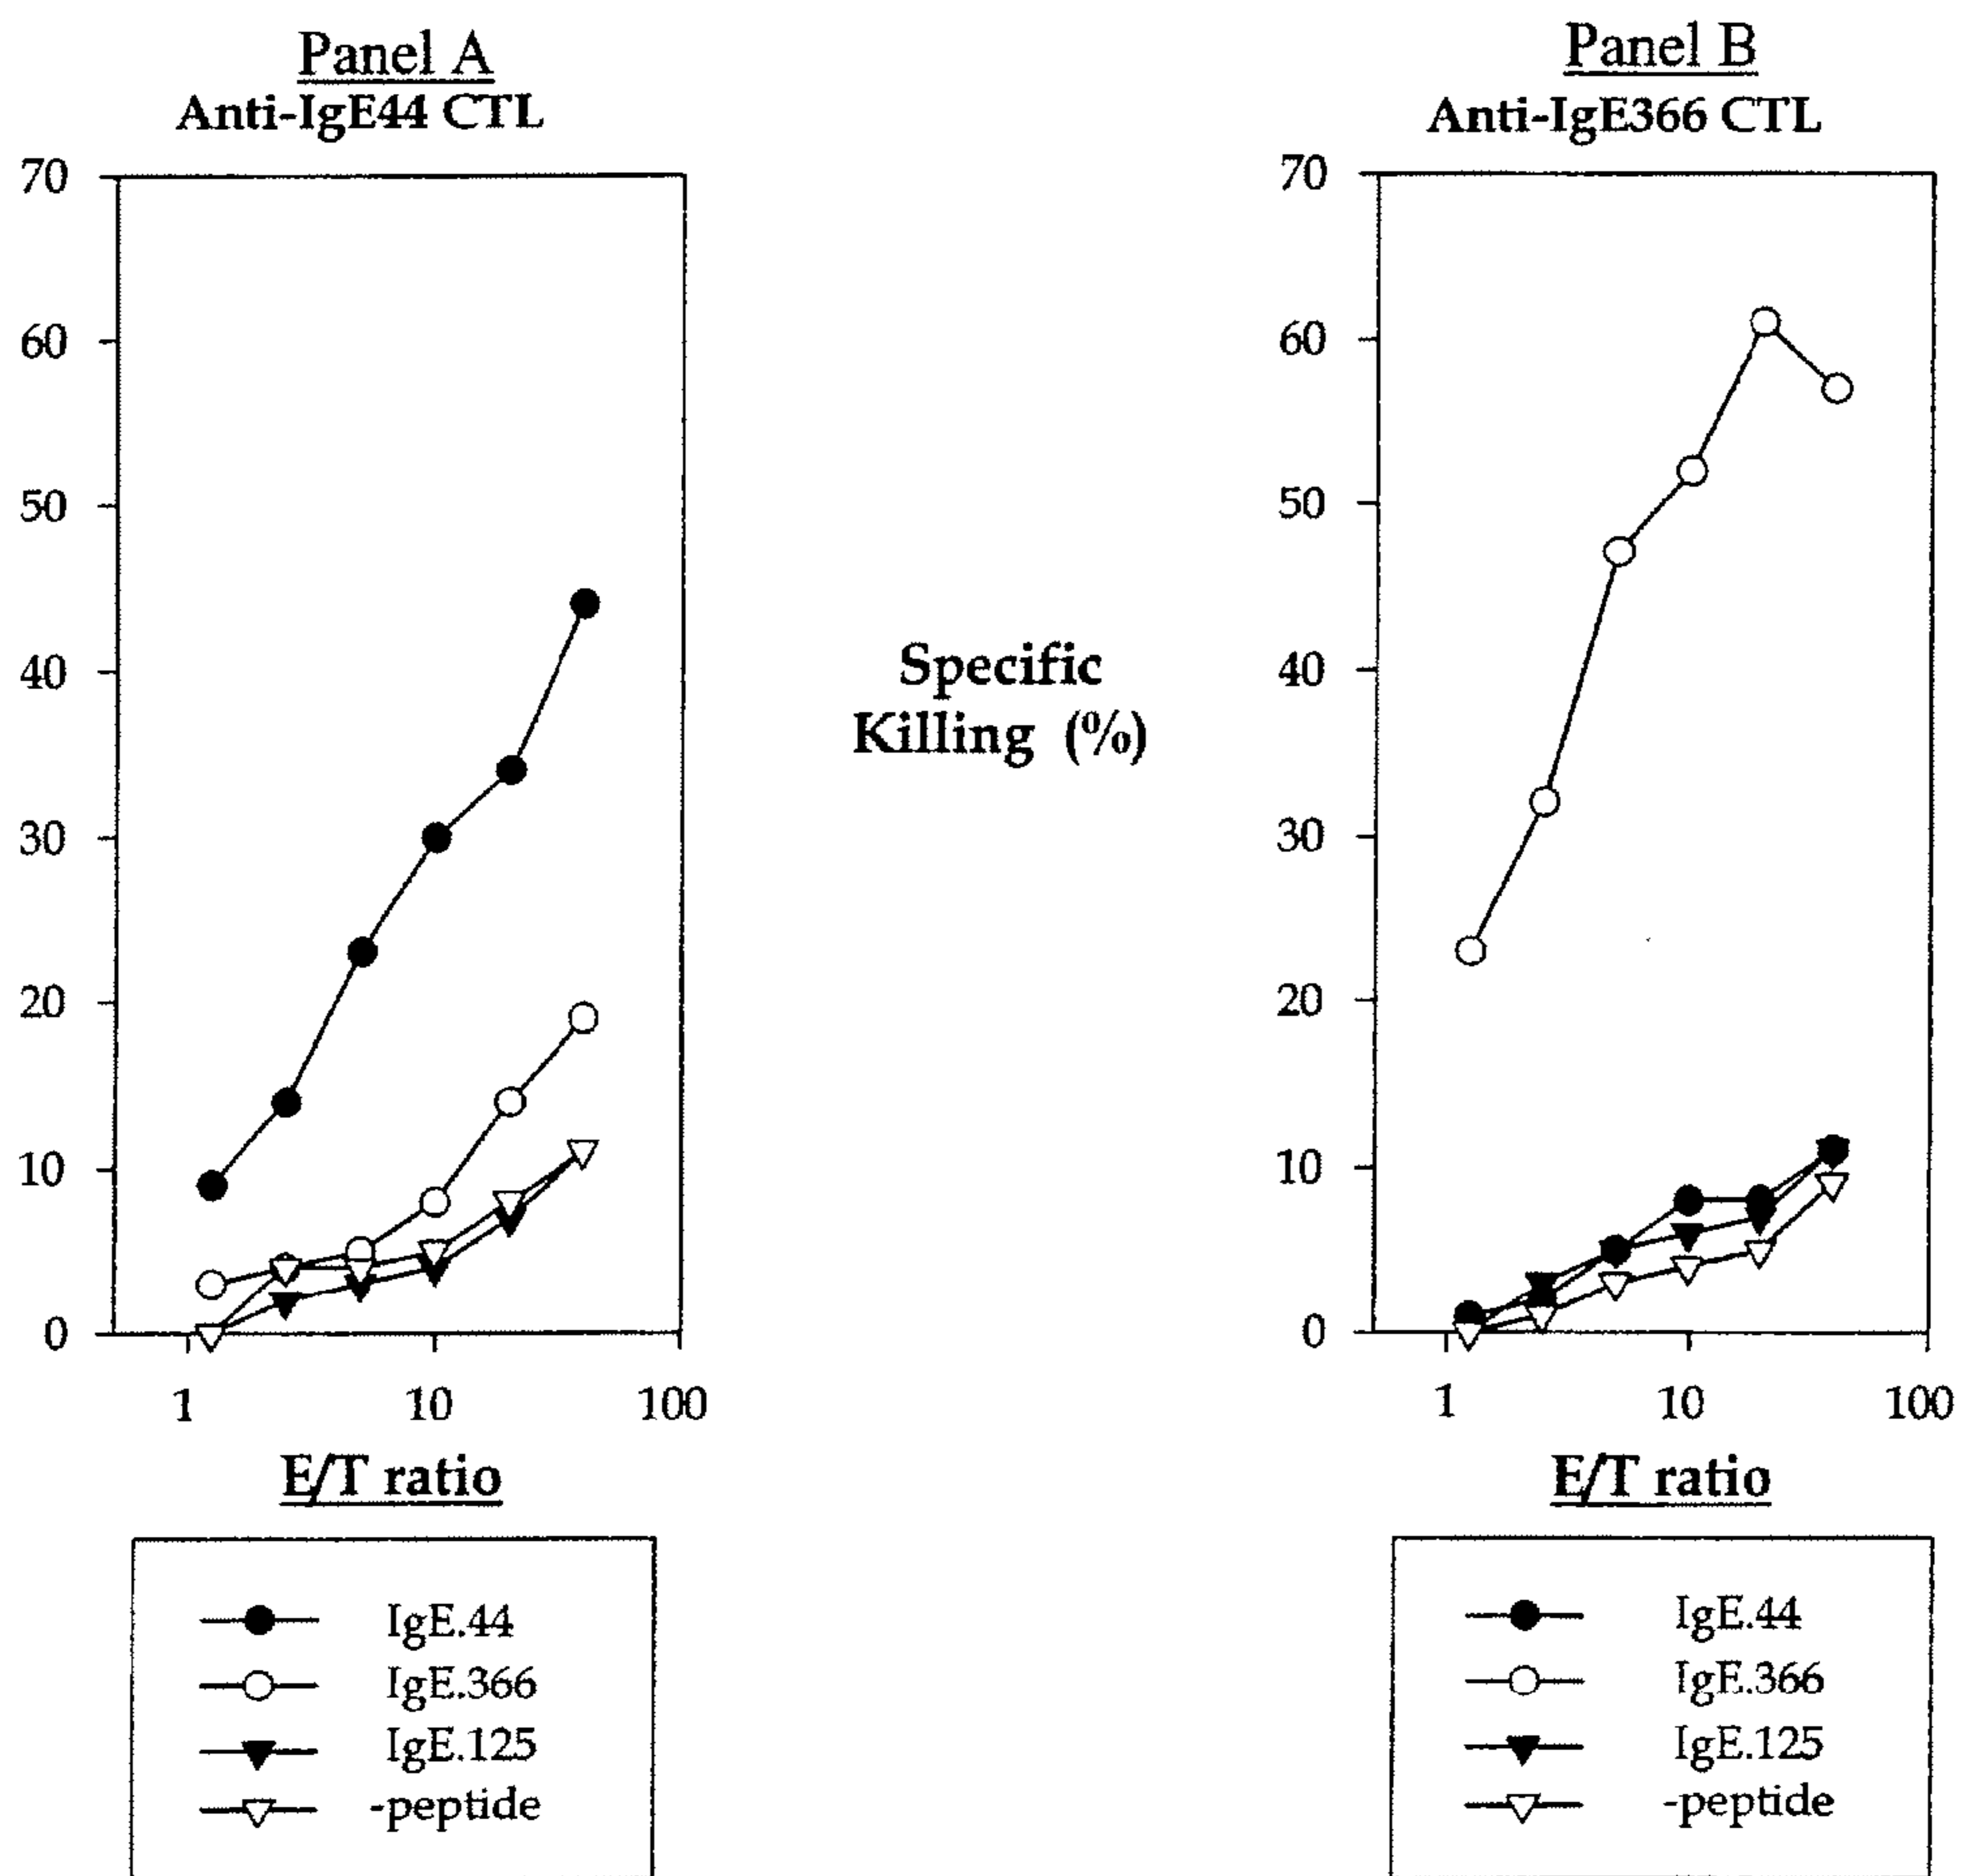 Panel A
Anti-IgE44 CTL
70
60
50
40
30
20
10
0
1 10 100
E/T ratio
IgE.44
IgE.366
IgE.125
-peptide
Specific
Killing (%)
Panel B
Anti-IgE366 CTL
70
60
50
40
30
20
10
0
1 10 100
E/T ratio
IgE.44
IgE.366
IgE.125
-peptide